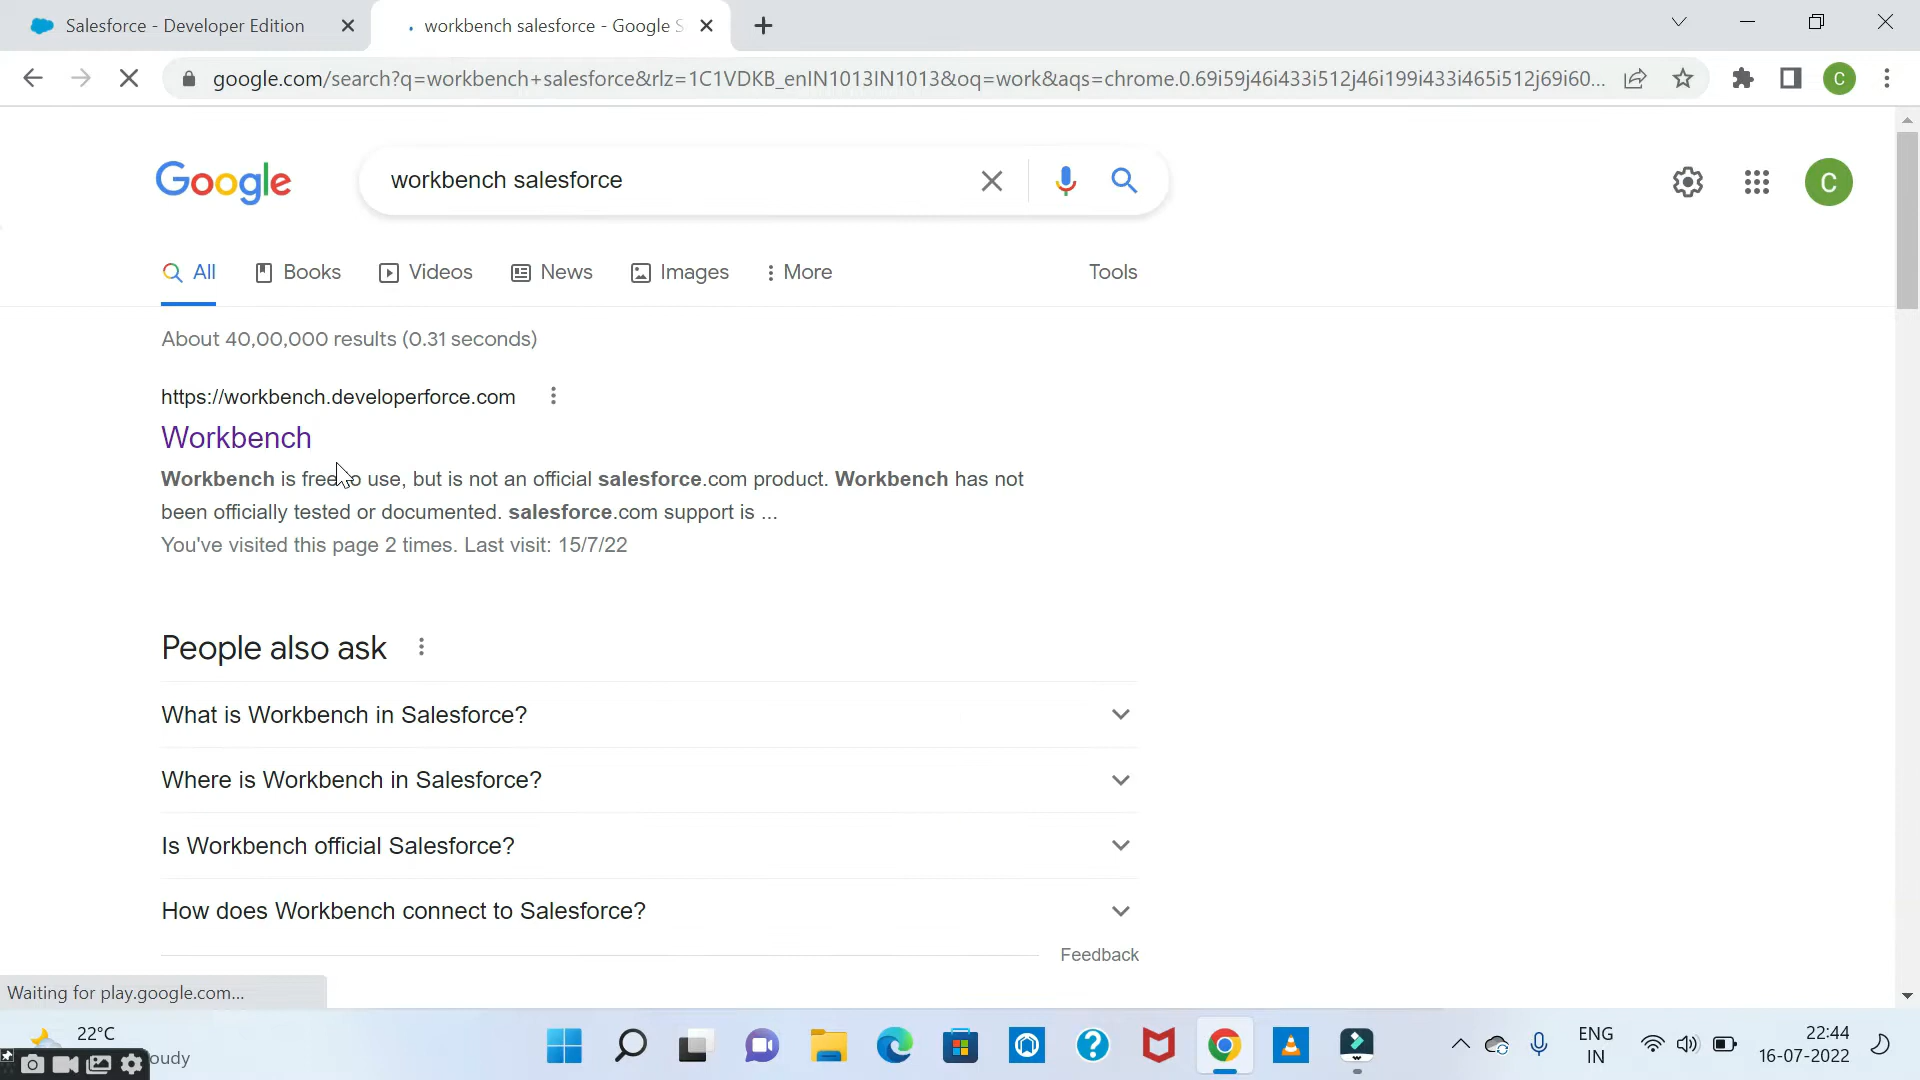 Salesforce - Developer Edition
workbench salesforce - Google S
google.com/search?q=workbench+salesforce&rlz=1C1VDKB_enIN1013IN1013&oq=work&aqs=chrome.0.69i59j46i433i512j46i199i433i465i512j69i60...
C
Google
workbench salesforce
C
All
Books
Videos
News
Images
More
Tools
About 40,00,000 results (0.31 seconds)
https://workbench.developerforce.com
Workbench
Workbench is free to use, but is not an official salesforce.com product. Workbench has not
been officially tested or documented. salesforce.com support is ...
You've visited this page 2 times. Last visit: 15/7/22
People also ask
What is Workbench in Salesforce?
Where is Workbench in Salesforce?
Is Workbench official Salesforce?
How does Workbench connect to Salesforce?
Feedback
Waiting for play.google.com...
22°C
oudy
ENG
IN
22:44
16-07-2022